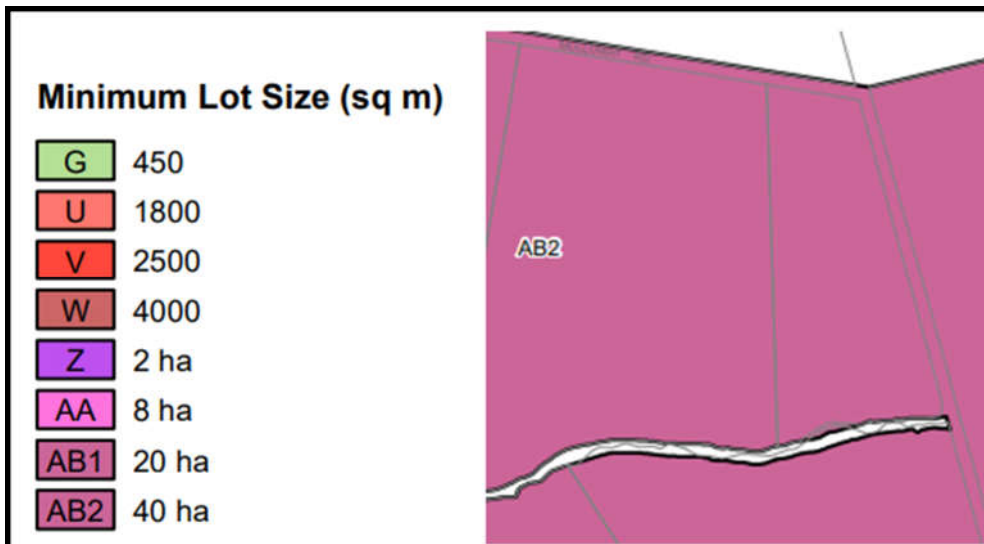 Minimum Lot Size (sq m)
G 450
U 1800
V 2500
W 4000
Z 2 ha
AA 8 ha
AB1 20 ha
AB2 40 ha
AB2